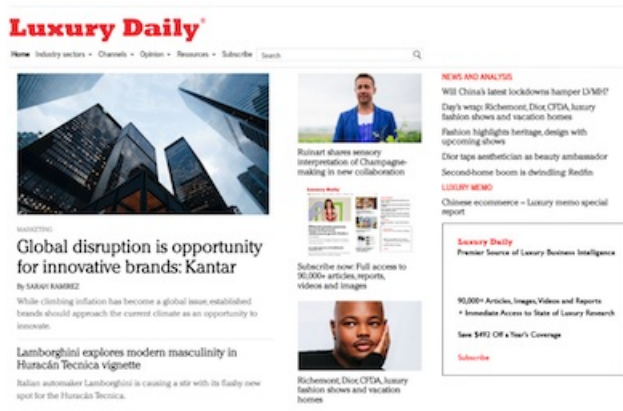 Luxury Daily®
Home Industry sectors Channels Opinion Resources Subscribe Search
MARKETING
Global disruption is opportunity
for innovative brands: Kantar
By SARAH RAMIREZ
While climbing inflation has become a global issue, established
brands should approach the current climate as an opportunity to
innovate.
Lamborghini explores modern masculinity in
Huracán Tecnica vignette
Italian automaker Lamborghini is causing a stir with its flashy new
spot for the Huracán Tecnica.
Ruinart shares sensory
interpretation of Champagne-
making in new collaboration
Luxury Daily
Subscribe now: Full access to
90,000+ articles, reports,
videos and images
Richemont, Dior, CFDA, luxury
fashion shows and vacation
homes
NEWS AND ANALYSIS
Will China's latest lockdowns hamper LVMH?
Day's wrap: Richemont, Dior, CFDA, luxury
fashion shows and vacation homes
Fashion highlights heritage, design with
upcoming shows
Dior taps aesthetician as beauty ambassador
Second-home boom is dwindling: Redfin
LUXURY MEMO
Chinese ecommerce – Luxury memo special
report
Luxury Daily
Premier Source of Luxury Business Intelligence
90,000+ Articles, Images, Videos and Reports
+ Immediate Access to State of Luxury Research
Save $492 Off a Year's Coverage
Subscribe